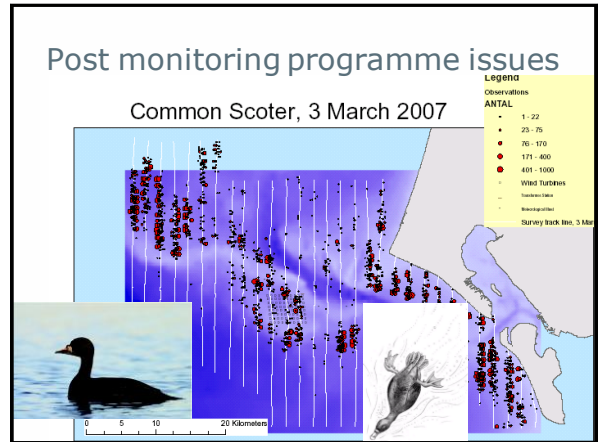 Post monitoring programme issues
Common Scoter, 3 March 2007
Legend
Observations
ANTAL
1 - 22
23 - 75
76 - 170
171 - 400
401 - 1000
Wind Turbines
Survey track line, 3 Mar
0 5 10 20 Kilometers